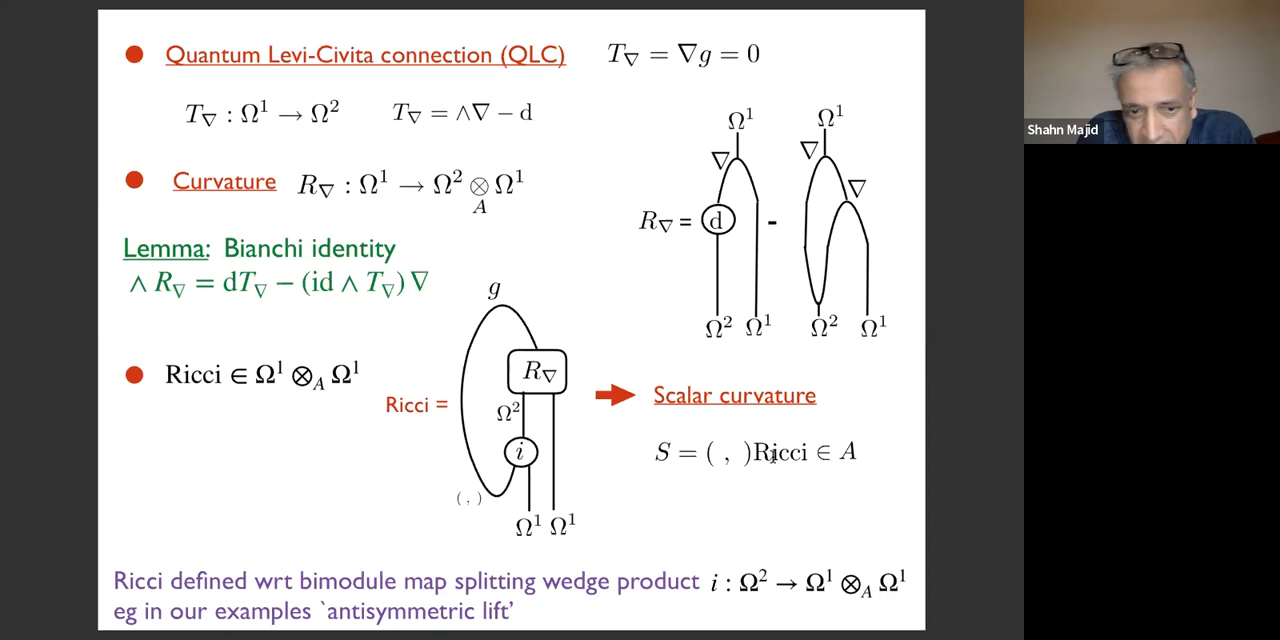 Quantum Levi-Civita connection (QLC) T∇ = ∇g = 0
T∇ : Ω¹ → Ω² T∇ = ∧∇ − d
Curvature R∇ : Ω¹ → Ω² ⊗_A Ω¹
Lemma: Bianchi identity
∧ R∇ = dT∇ − (id ∧ T∇)∇
Ω¹ Ω¹
∇ ∇
∇
R∇ = d -
Ω² Ω¹ Ω² Ω¹
Ricci ∈ Ω¹ ⊗_A Ω¹
g
R∇
Ricci =
Ω²
i
( , )
Ω¹ Ω¹
Scalar curvature
S = ( , )Ricci ∈ A
Ricci defined wrt bimodule map splitting wedge product i : Ω² → Ω¹ ⊗_A Ω¹
eg in our examples `antisymmetric lift'
Shahn Majid